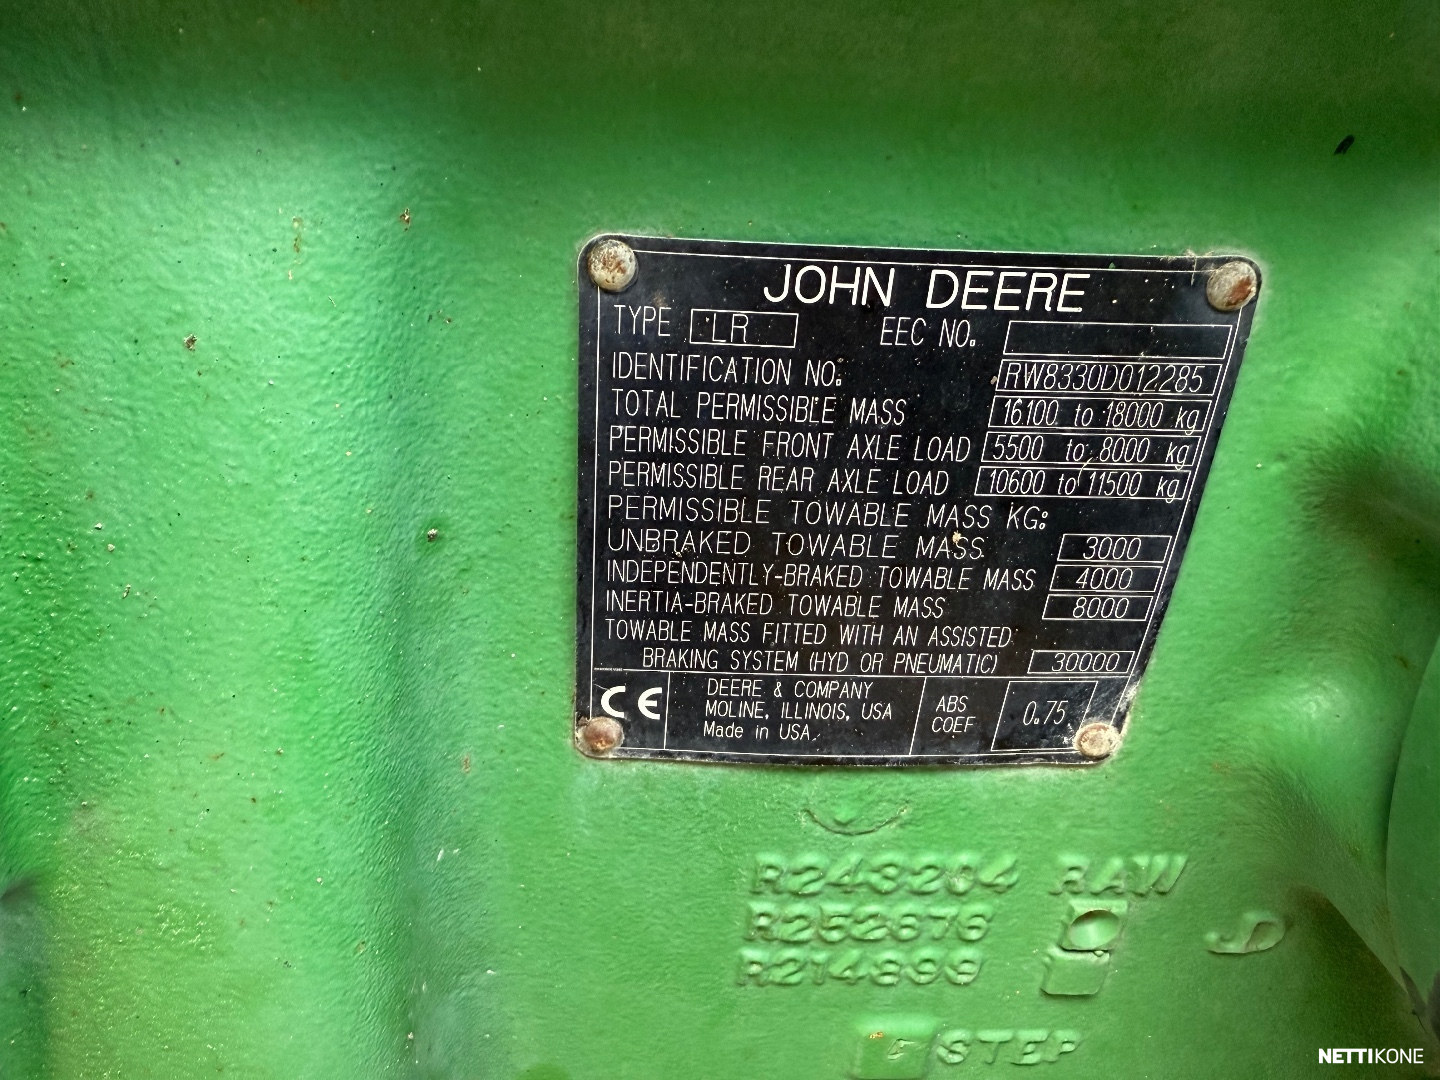 JOHN DEERE
TYPE LR EEC NO.
IDENTIFICATION NO: RW8330D012285
TOTAL PERMISSIBLE MASS 16100 to 18000 kg
PERMISSIBLE FRONT AXLE LOAD 5500 to 8000 kg
PERMISSIBLE REAR AXLE LOAD 10600 to 11500 kg
PERMISSIBLE TOWABLE MASS KG:
UNBRAKED TOWABLE MASS 3000
INDEPENDENTLY-BRAKED TOWABLE MASS 4000
INERTIA-BRAKED TOWABLE MASS 8000
TOWABLE MASS FITTED WITH AN ASSISTED
BRAKING SYSTEM (HYD OR PNEUMATIC) 30000
CE
DEERE & COMPANY
MOLINE, ILLINOIS, USA
Made in USA
ABS
COEF
0.75
R243204 RAW
R252676
R214899
JD
STEP
NETTIKONE